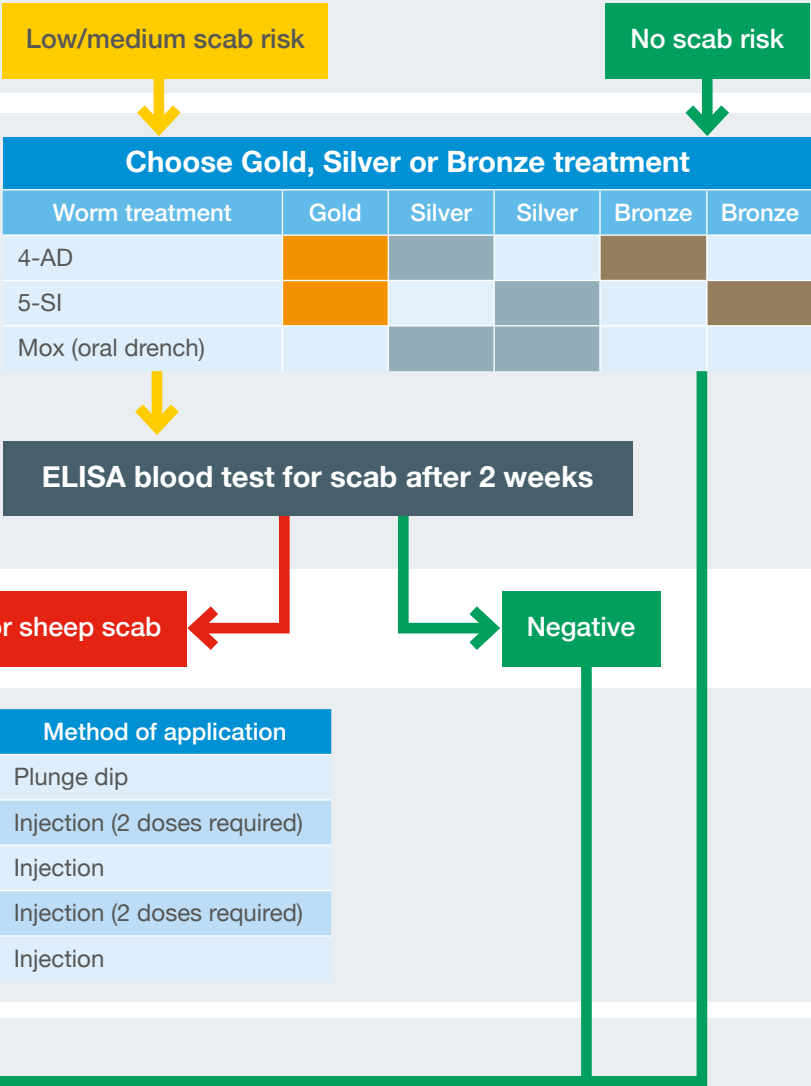 Low/medium scab risk
No scab risk
Choose Gold, Silver or Bronze treatment
Worm treatment Gold Silver Silver Bronze Bronze
4-AD
5-SI
Mox (oral drench)
ELISA blood test for scab after 2 weeks
sheep scab
Negative
Method of application
Plunge dip
Injection (2 doses required)
Injection
Injection (2 doses required)
Injection